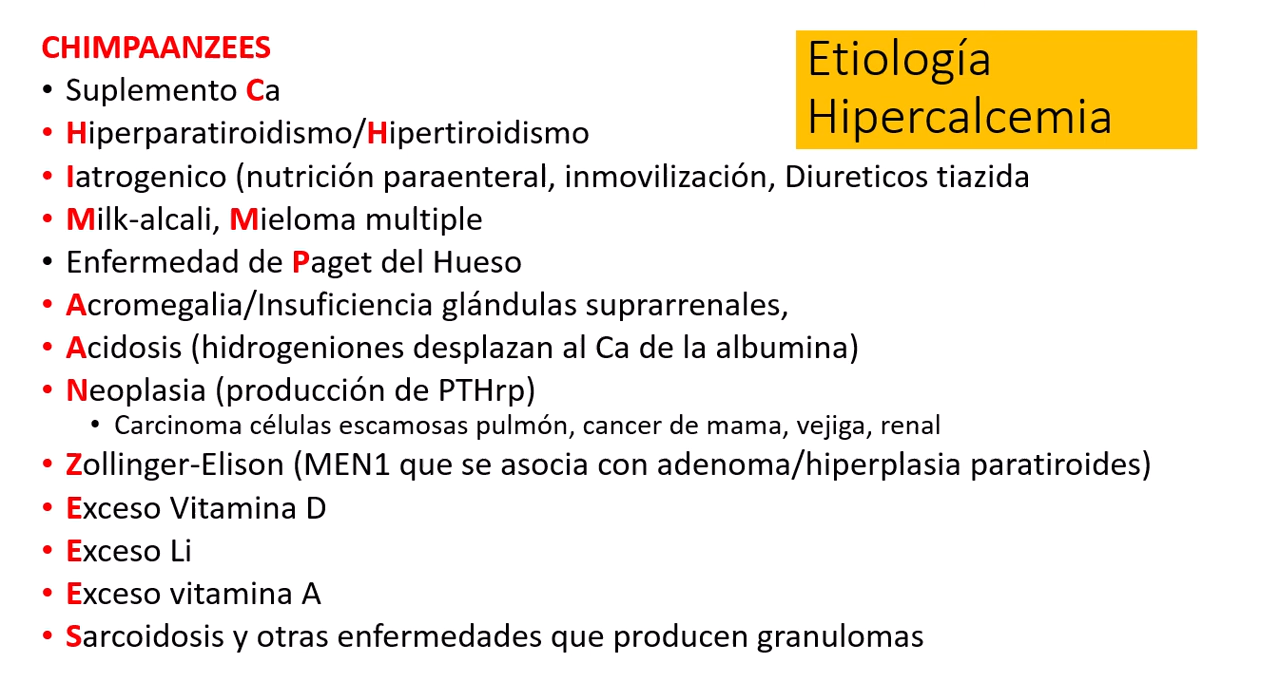 CHIMPAANZEES
Etiología
Hipercalcemia
• Suplemento Ca
• Hiperparatiroidismo/Hipertiroidismo
• Iatrogenico (nutrición paraenteral, inmovilización, Diureticos tiazida
• Milk-alcali, Mieloma multiple
• Enfermedad de Paget del Hueso
• Acromegalia/Insuficiencia glándulas suprarrenales,
• Acidosis (hidrogeniones desplazan al Ca de la albumina)
• Neoplasia (producción de PTHrp)
• Carcinoma células escamosas pulmón, cancer de mama, vejiga, renal
• Zollinger-Elison (MEN1 que se asocia con adenoma/hiperplasia paratiroides)
• Exceso Vitamina D
• Exceso Li
• Exceso vitamina A
• Sarcoidosis y otras enfermedades que producen granulomas